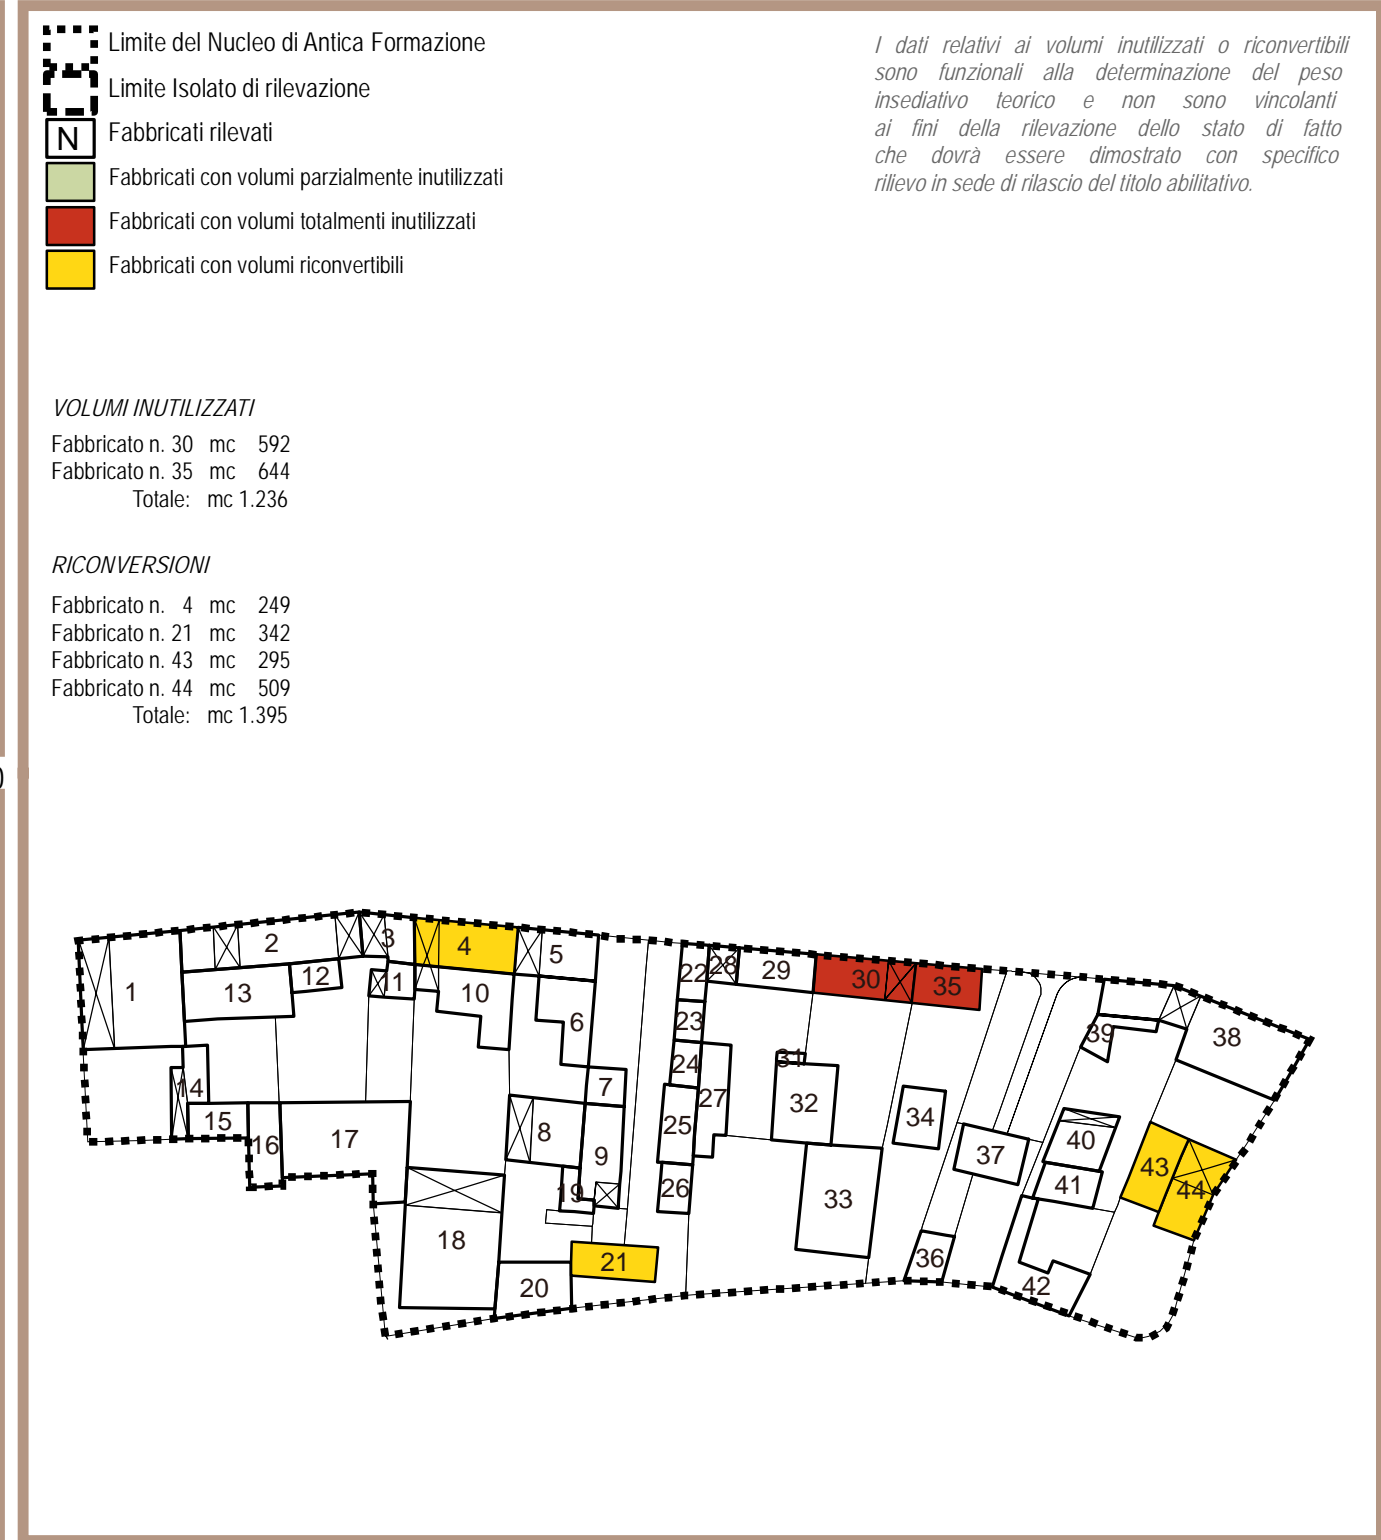 Limite del Nucleo di Antica Formazione
Limite Isolato di rilevazione
N Fabbricati rilevati
Fabbricati con volumi parzialmente inutilizzati
Fabbricati con volumi totalmenti inutilizzati
Fabbricati con volumi riconvertibili
I dati relativi ai volumi inutilizzati o riconvertibili
sono funzionali alla determinazione del peso
insediativo teorico e non sono vincolanti
ai fini della rilevazione dello stato di fatto
che dovrà essere dimostrato con specifico
rilievo in sede di rilascio del titolo abilitativo.
VOLUMI INUTILIZZATI
Fabbricato n. 30 mc 592
Fabbricato n. 35 mc 644
Totale: mc 1.236
RICONVERSIONI
Fabbricato n. 4 mc 249
Fabbricato n. 21 mc 342
Fabbricato n. 43 mc 295
Fabbricato n. 44 mc 509
Totale: mc 1.395
1
2
3
4
5
6
7
8
9
10
11
12
13
14
15
16
17
18
19
20
21
22
23
24
25
26
27
28
29
30
31
32
33
34
35
36
37
38
39
40
41
42
43
44